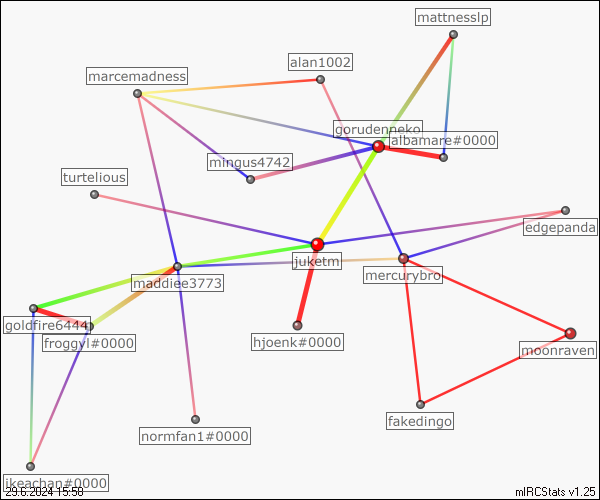 mattnesslp
alan1002
marcemadness
gorudenneko
albamare#0000
mingus4742
turtelious
edgepanda
juketm
mercurybro
maddiee3773
goldfire6444
froggyl#0000
hjoenk#0000
moonraven
fakedingo
normfan1#0000
ikeachan#0000
29.6.2024 15:58
mIRCStats v1.25